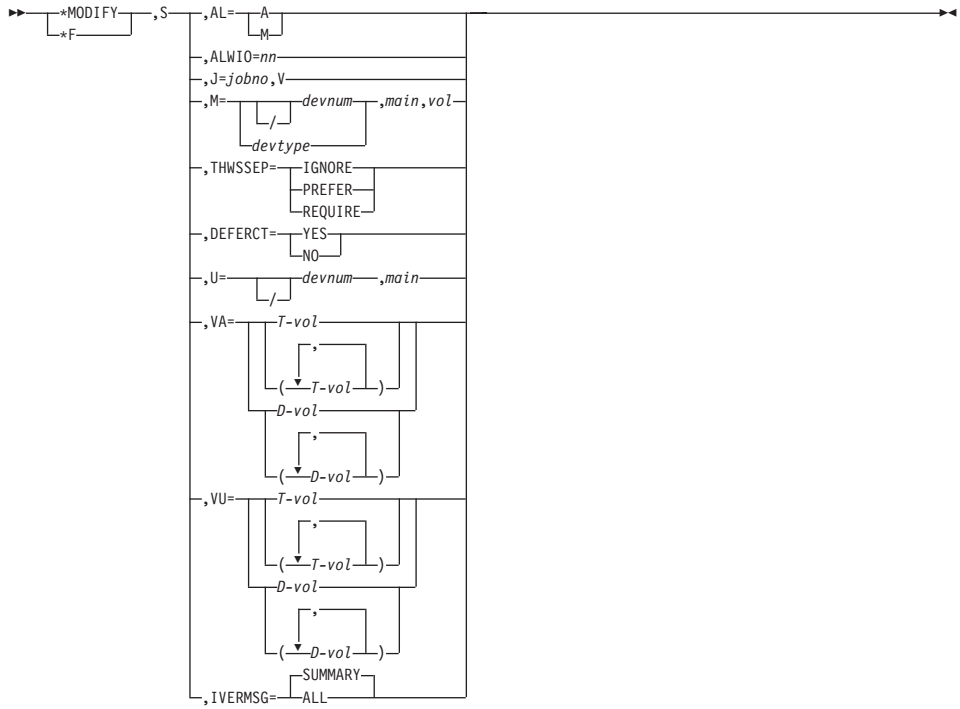 *MODIFY ,S ,AL= A
*F M
,ALWIO=nn
,J=jobno,V
,M= devnum ,main,vol
/
devtype
,THWSSEP= IGNORE
PREFER
REQUIRE
,DEFERCT= YES
NO
,U= devnum ,main
/
,VA= T-vol
,
( T-vol )
D-vol
,
( D-vol )
,VU= T-vol
,
( T-vol )
D-vol
,
( D-vol )
SUMMARY
,IVERMSG= ALL